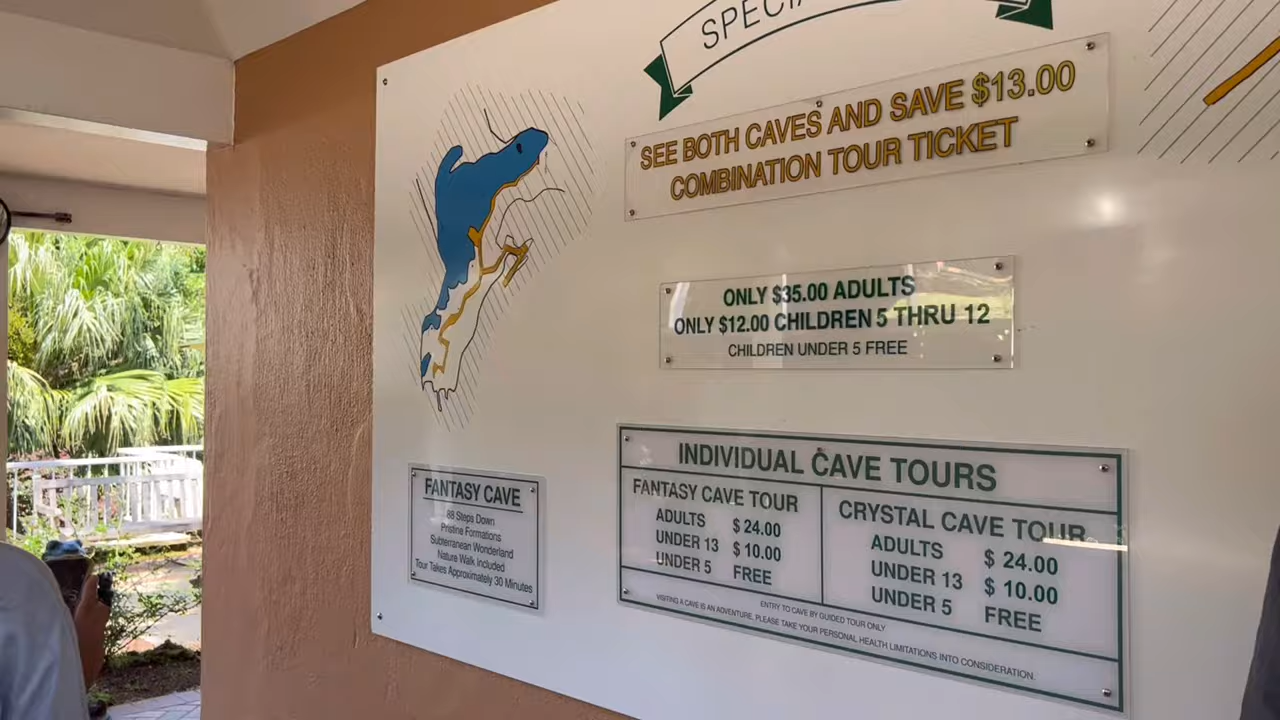 SEE BOTH CAVES AND SAVE $13.00
COMBINATION TOUR TICKET
ONLY $35.00 ADULTS
ONLY $12.00 CHILDREN 5 THRU 12
CHILDREN UNDER 5 FREE
FANTASY CAVE
88 Steps Down
Pristine Formations
Subterranean Wonderland
Nature Walk Included
Tour Takes Approximately 30 Minutes
INDIVIDUAL CAVE TOURS
FANTASY CAVE TOUR
ADULTS $ 24.00
UNDER 13 $ 10.00
UNDER 5 FREE
CRYSTAL CAVE TOUR
ADULTS $ 24.00
UNDER 13 $ 10.00
UNDER 5 FREE
ENTRY TO CAVE BY GUIDED TOUR ONLY
VISITING A CAVE IS AN ADVENTURE, PLEASE TAKE YOUR PERSONAL HEALTH LIMITATIONS INTO CONSIDERATION.